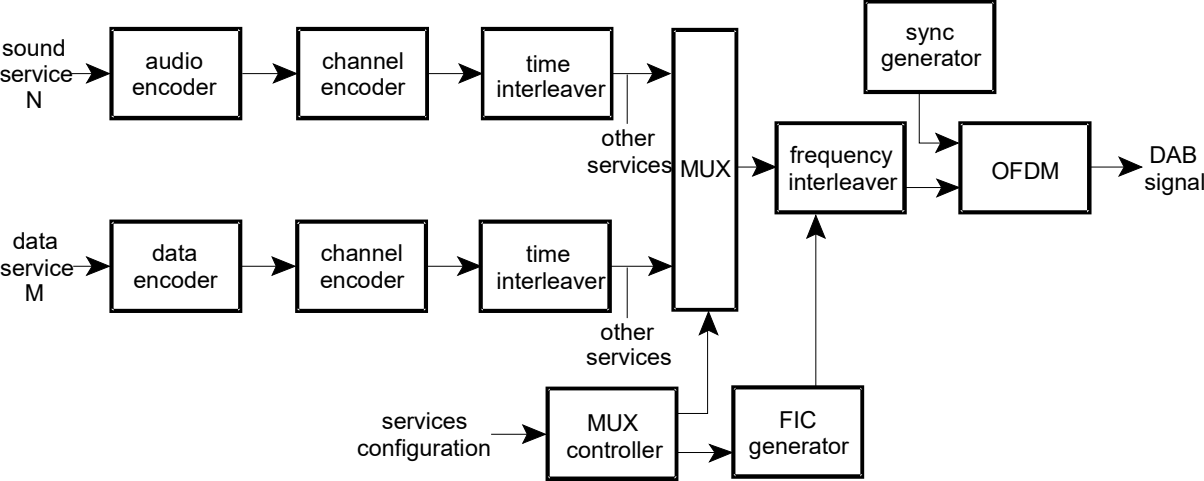 sound
service
N
audio
encoder
channel
encoder
time
interleaver
other
services
MUX
sync
generator
frequency
interleaver
OFDM
DAB
signal
data
service
M
data
encoder
channel
encoder
time
interleaver
other
services
services
configuration
MUX
controller
FIC
generator